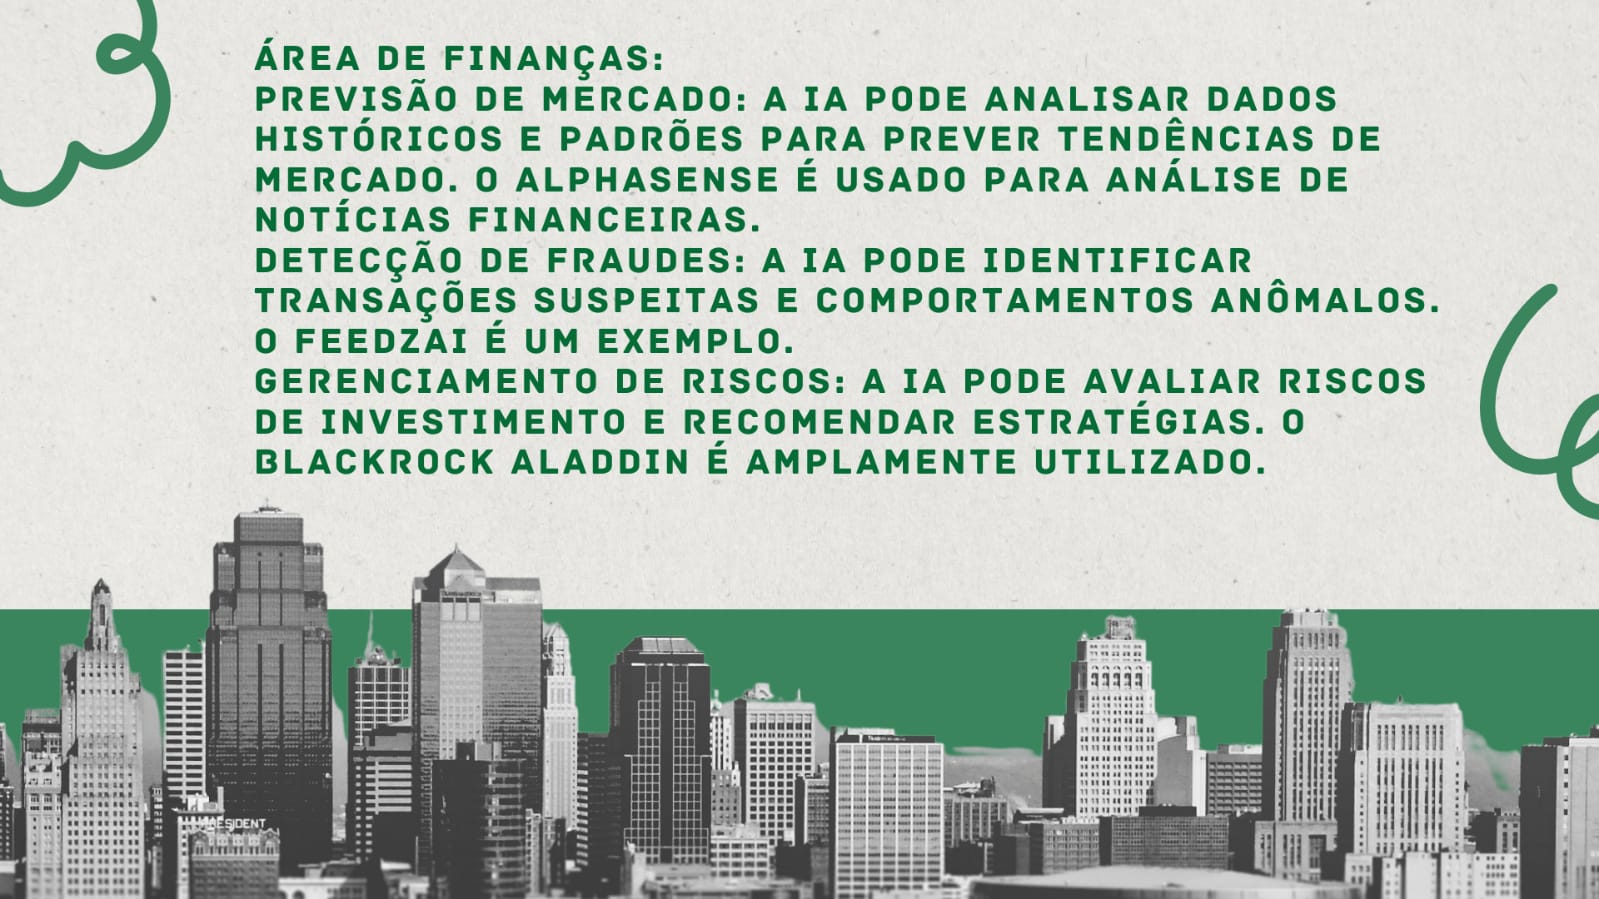 ÁREA DE FINANÇAS:
PREVISÃO DE MERCADO: A IA PODE ANALISAR DADOS
HISTÓRICOS E PADRÕES PARA PREVER TENDÊNCIAS DE
MERCADO. O ALPHASENSE É USADO PARA ANÁLISE DE
NOTÍCIAS FINANCEIRAS.
DETECÇÃO DE FRAUDES: A IA PODE IDENTIFICAR
TRANSAÇÕES SUSPEITAS E COMPORTAMENTOS ANÔMALOS.
O FEEDZAI É UM EXEMPLO.
GERENCIAMENTO DE RISCOS: A IA PODE AVALIAR RISCOS
DE INVESTIMENTO E RECOMENDAR ESTRATÉGIAS. O
BLACKROCK ALADDIN É AMPLAMENTE UTILIZADO.